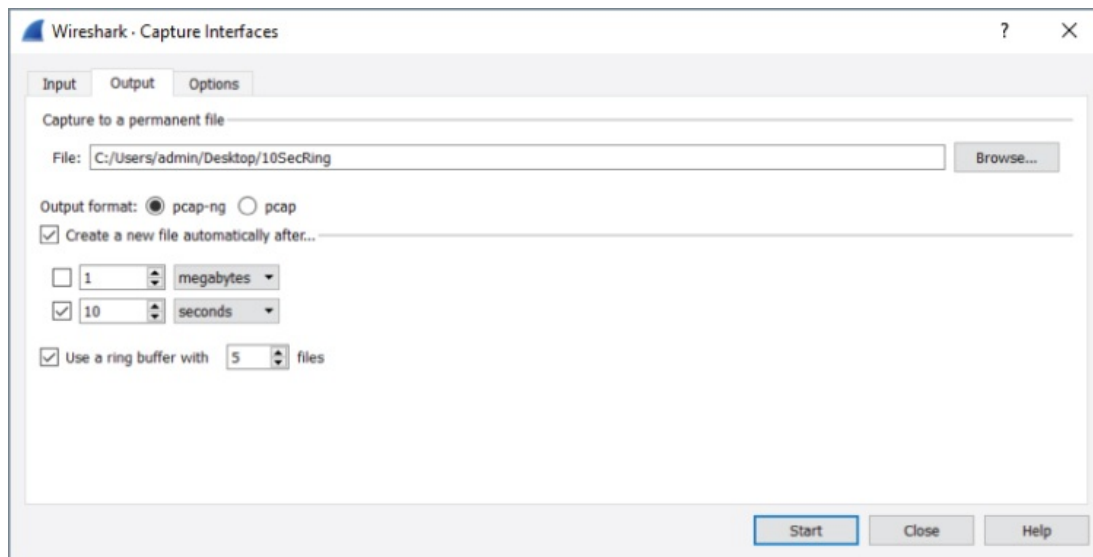 Wireshark · Capture Interfaces
?
Input Output Options
Capture to a permanent file
File: C:/Users/admin/Desktop/10SecRing Browse...
Output format: pcap-ng pcap
Create a new file automatically after...
1 megabytes
10 seconds
Use a ring buffer with 5 files
Start Close Help